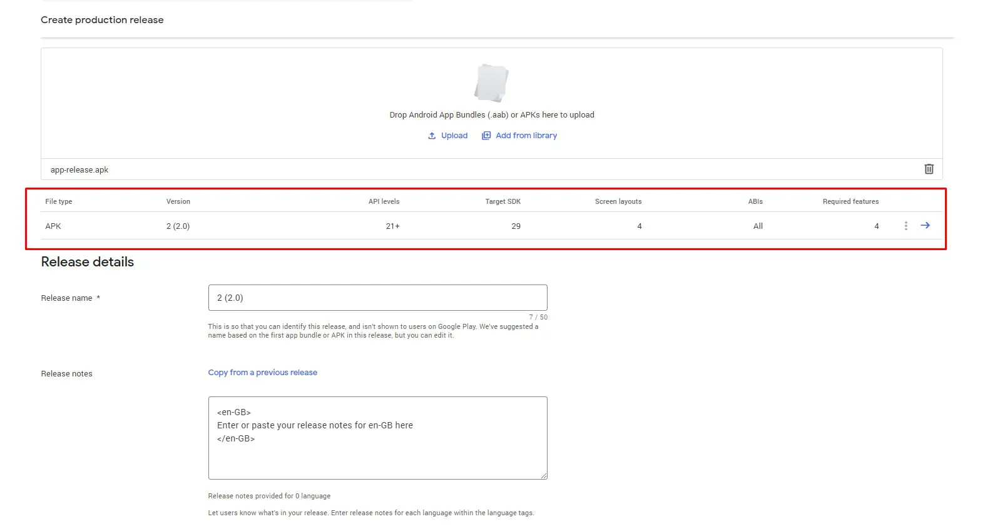 Create production release
Drop Android App Bundles (.aab) or APKs here to upload
Upload Add from library
app-release.apk
File type Version API levels Target SDK Screen layouts ABIs Required features
APK 2 (2.0) 21+ 29 4 All 4
Release details
Release name * 2 (2.0)
7 / 50
This is so that you can identify this release, and isn't shown to users on Google Play. We've suggested a
name based on the first app bundle or APK in this release, but you can edit it.
Release notes Copy from a previous release
<en-GB>
Enter or paste your release notes for en-GB here
</en-GB>
Release notes provided for 0 language
Let users know what's in your release. Enter release notes for each language within the language tags.